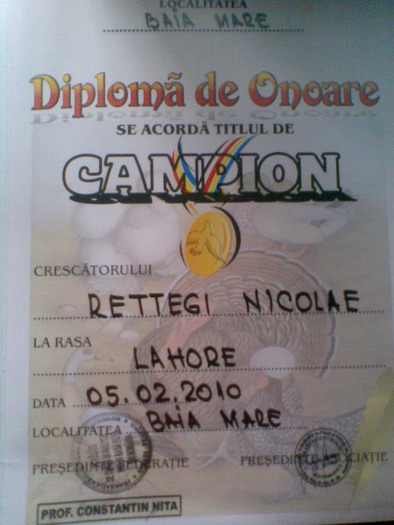 LOCALITATEA
BAIA MARE
Diplomă de Onoare
SE ACORDĂ TITLUL DE
CAMPION
CRESCĂTORULUI
RETTEGI NICOLAE
LA RASA
LAHORE
DATA 05.02.2010
LOCALITATEA BAIA MARE
PREȘEDINTE FEDERAȚIE PREȘEDINTE ASOCIAȚIE
PROF. CONSTANTIN NITA